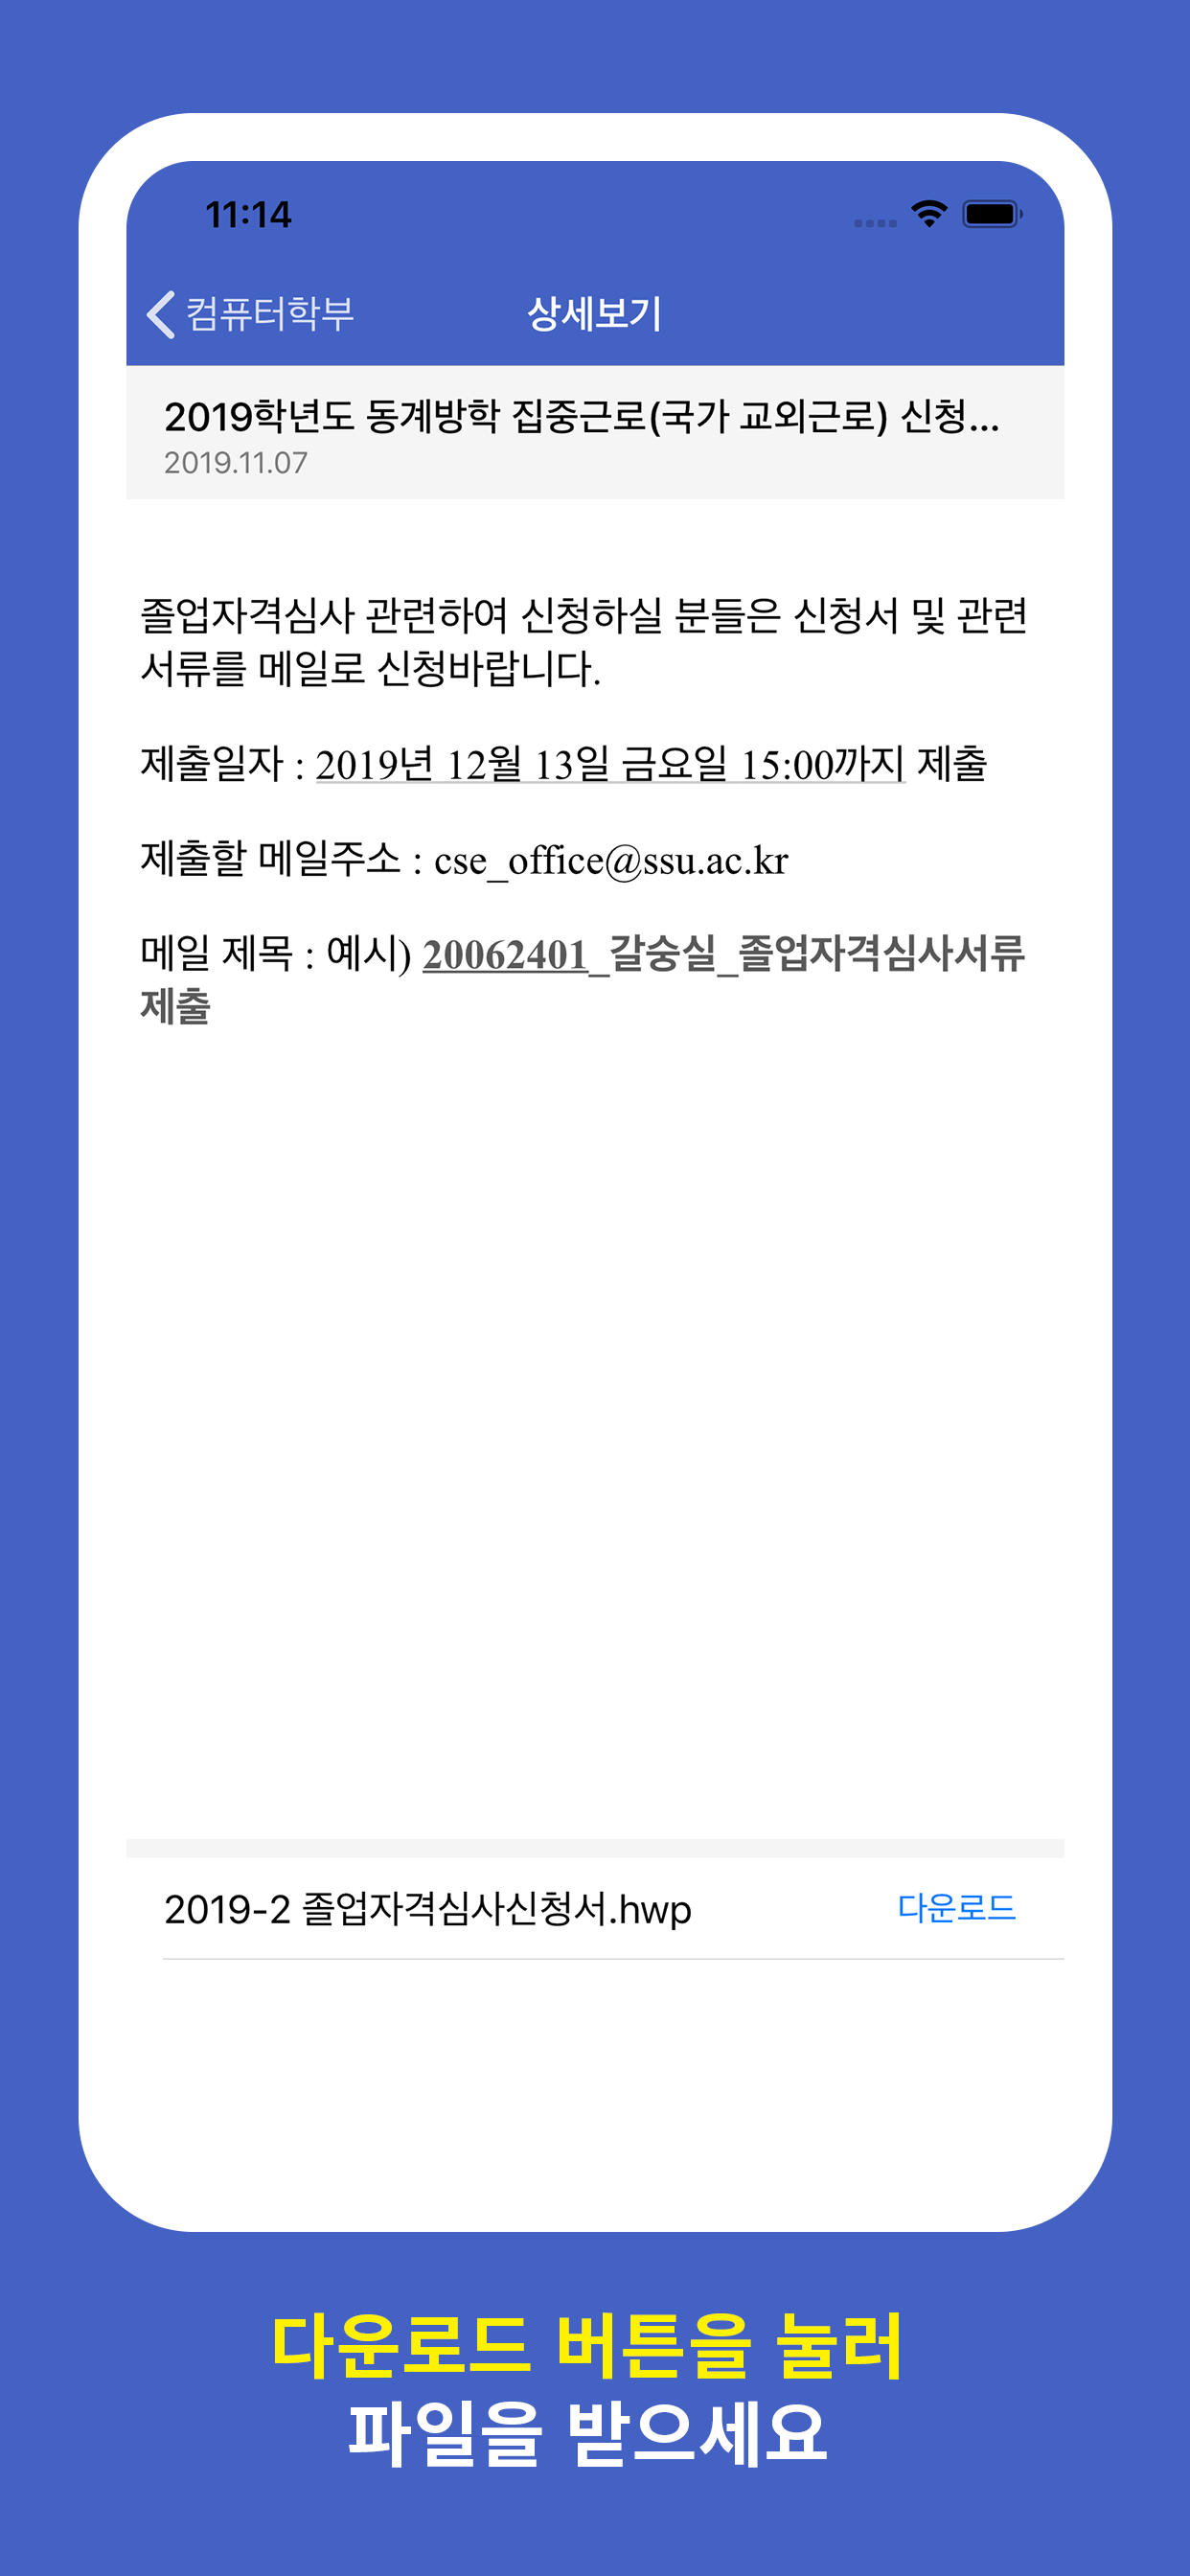 11:14
컴퓨터학부
상세보기
2019학년도 동계방학 집중근로(국가 교외근로) 신청...
2019.11.07
졸업자격심사 관련하여 신청하실 분들은 신청서 및 관련
서류를 메일로 신청바랍니다.
제출일자 : 2019년 12월 13일 금요일 15:00까지 제출
제출할 메일주소 : cse_office@ssu.ac.kr
메일 제목 : 예시) 20062401_갈숭실_졸업자격심사서류
제출
2019-2 졸업자격심사신청서.hwp
다운로드
다운로드 버튼을 눌러
파일을 받으세요